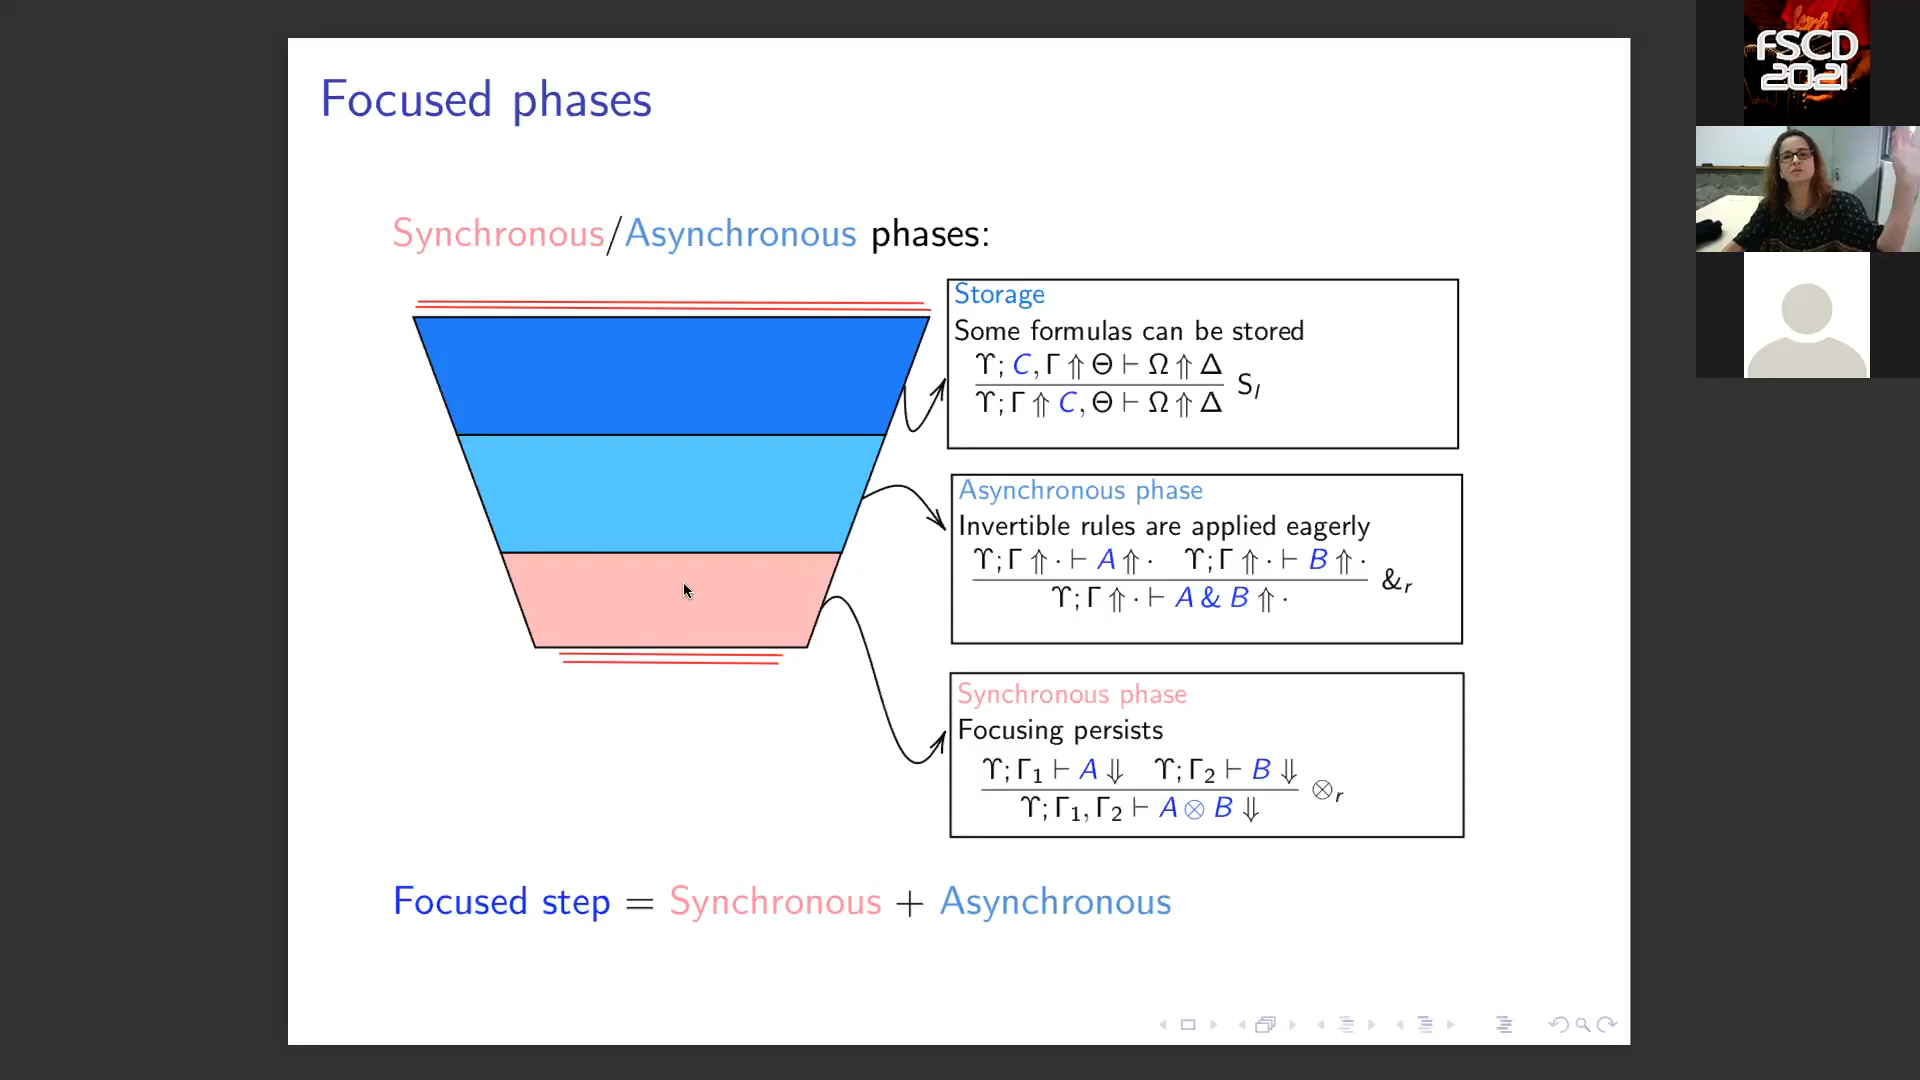 Focused phases
Synchronous/Asynchronous phases:
Storage
Some formulas can be stored
ϒ; C, Γ ⇑ Θ ⊢ Ω ⇑ Δ
ϒ; Γ ⇑ C, Θ ⊢ Ω ⇑ Δ
S_l
Asynchronous phase
Invertible rules are applied eagerly
ϒ; Γ ⇑ · ⊢ A ⇑ · ϒ; Γ ⇑ · ⊢ B ⇑ ·
ϒ; Γ ⇑ · ⊢ A & B ⇑ ·
&_r
Synchronous phase
Focusing persists
ϒ; Γ₁ ⊢ A ⇓ ϒ; Γ₂ ⊢ B ⇓
ϒ; Γ₁, Γ₂ ⊢ A ⊗ B ⇓
⊗_r
Focused step = Synchronous + Asynchronous
FSCD
2021